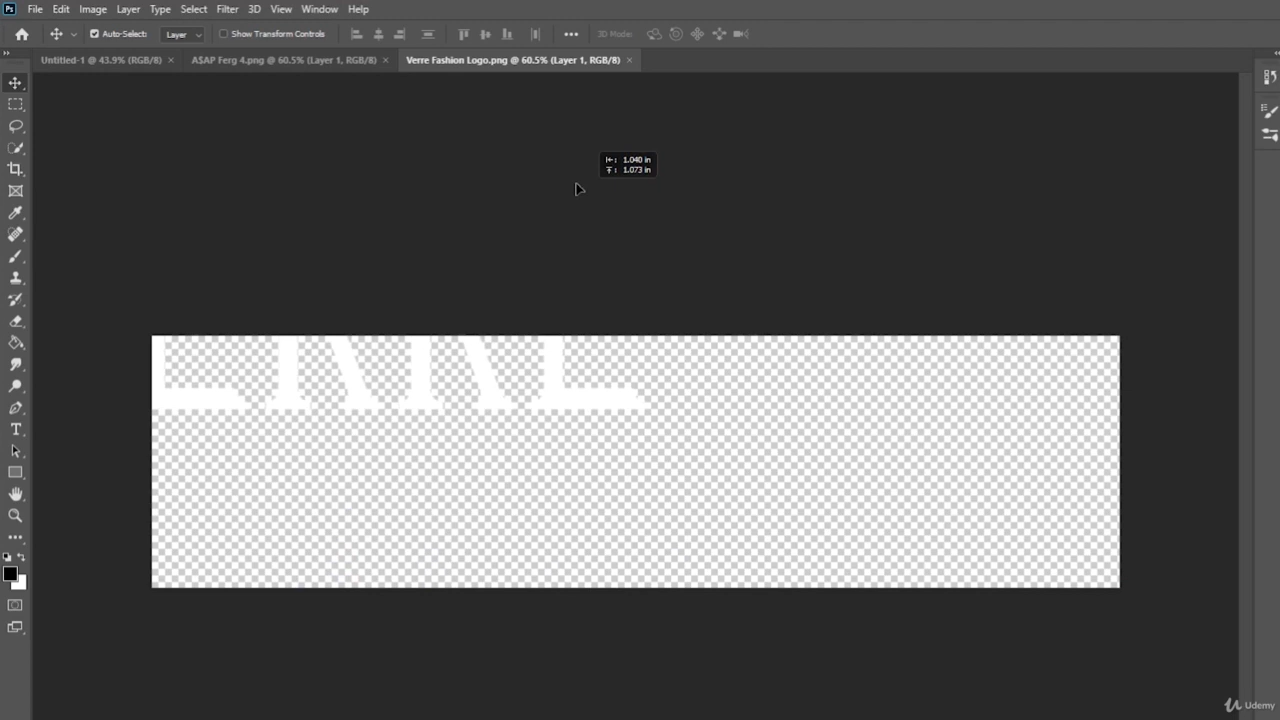 Ps File Edit Image Layer Type Select Filter 3D View Window Help
Auto-Select: Layer Show Transform Controls 3D Mode:
Untitled-1 @ 43.9% (RGB/8) × A$AP Ferg 4.png @ 60.5% (Layer 1, RGB/8) × Verre Fashion Logo.png @ 60.5% (Layer 1, RGB/8) ×
1.040 in
1.073 in
ERRE
Udemy